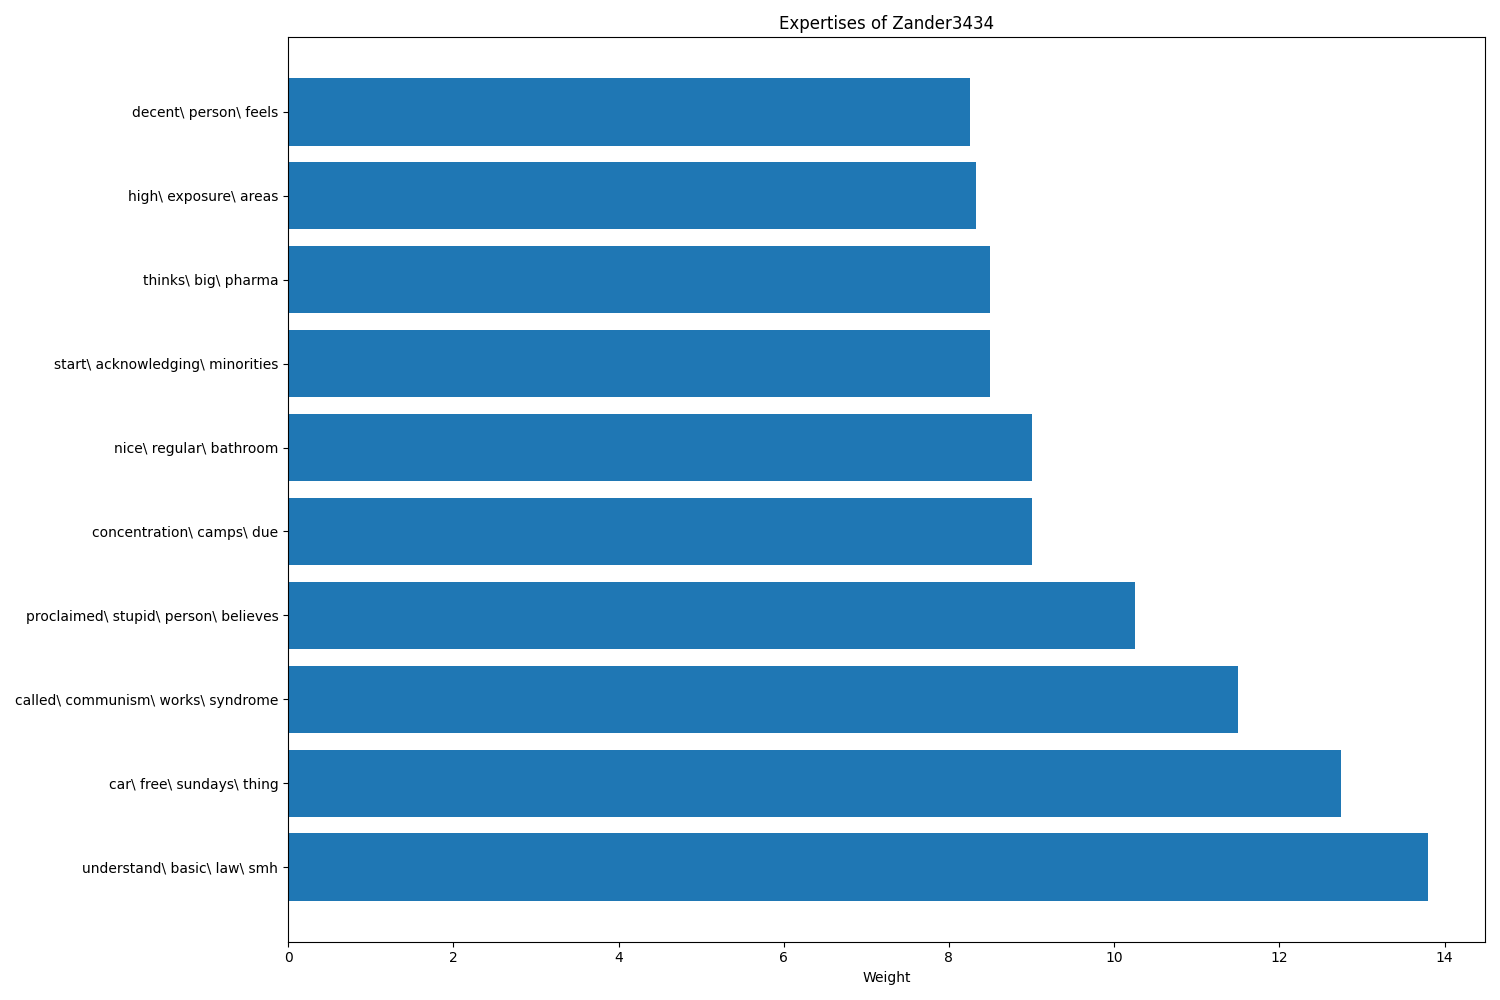 Expertises of Zander3434
decent\ person\ feels
high\ exposure\ areas
thinks\ big\ pharma
start\ acknowledging\ minorities
nice\ regular\ bathroom
concentration\ camps\ due
proclaimed\ stupid\ person\ believes
called\ communism\ works\ syndrome
car\ free\ sundays\ thing
understand\ basic\ law\ smh
0 2 4 6 8 10 12 14
Weight